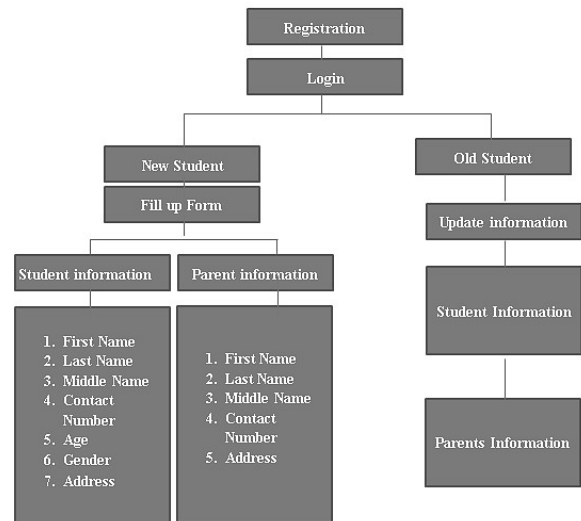 Registration
Login
New Student
Old Student
Fill up Form
Update information
Student information
Parent information
Student Information
1. First Name
2. Last Name
3. Middle Name
4. Contact
Number
5. Age
6. Gender
7. Address
1. First Name
2. Last Name
3. Middle Name
4. Contact
Number
5. Address
Parents Information